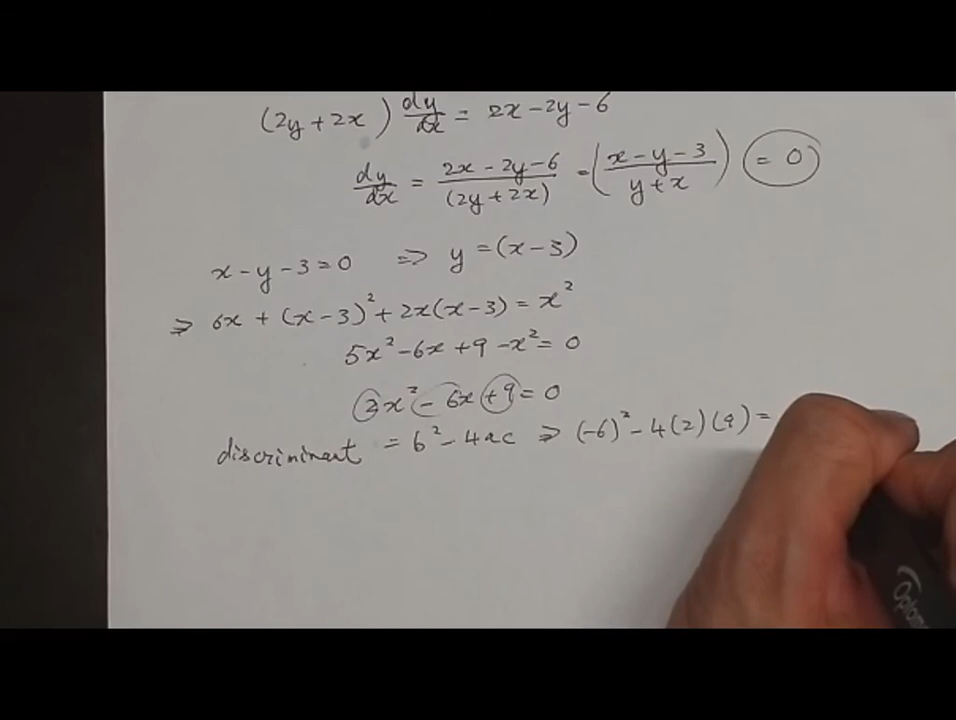 (2y+2x) dy/dx = 2x-2y-6
dy/dx = 2x-2y-6/(2y+2x) = (x-y-3/y+x) = 0
x-y-3=0 => y=(x-3)
=> 6x + (x-3)² + 2x(x-3) = x²
5x²-6x+9-x²=0
2x²-6x+9=0
discriminant = b²-4ac => (-6)²-4(2)(9)=